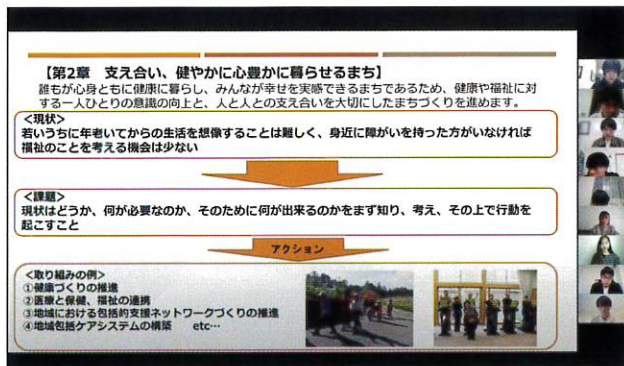 【第2章　支え合い、健やかに心豊かに暮らせるまち】
誰もが心身ともに健康に暮らし、みんなが幸せを実感できるまちであるため、健康や福祉に対
する一人ひとりの意識の向上と、人と人との支え合いを大切にしたまちづくりを進めます。
<現状>
若いうちに年老いてからの生活を想像することは難しく、身近に障がいを持った方がいなければ
福祉のことを考える機会は少ない
<課題>
現状はどうか、何が必要なのか、そのために何が出来るのかをまず知り、考え、その上で行動を
起こすこと
アクション
<取り組みの例>
①健康づくりの推進
②医療と保健、福祉の連携
③地域における包括的支援ネットワークづくりの推進
④地域包括ケアシステムの構築　　etc…